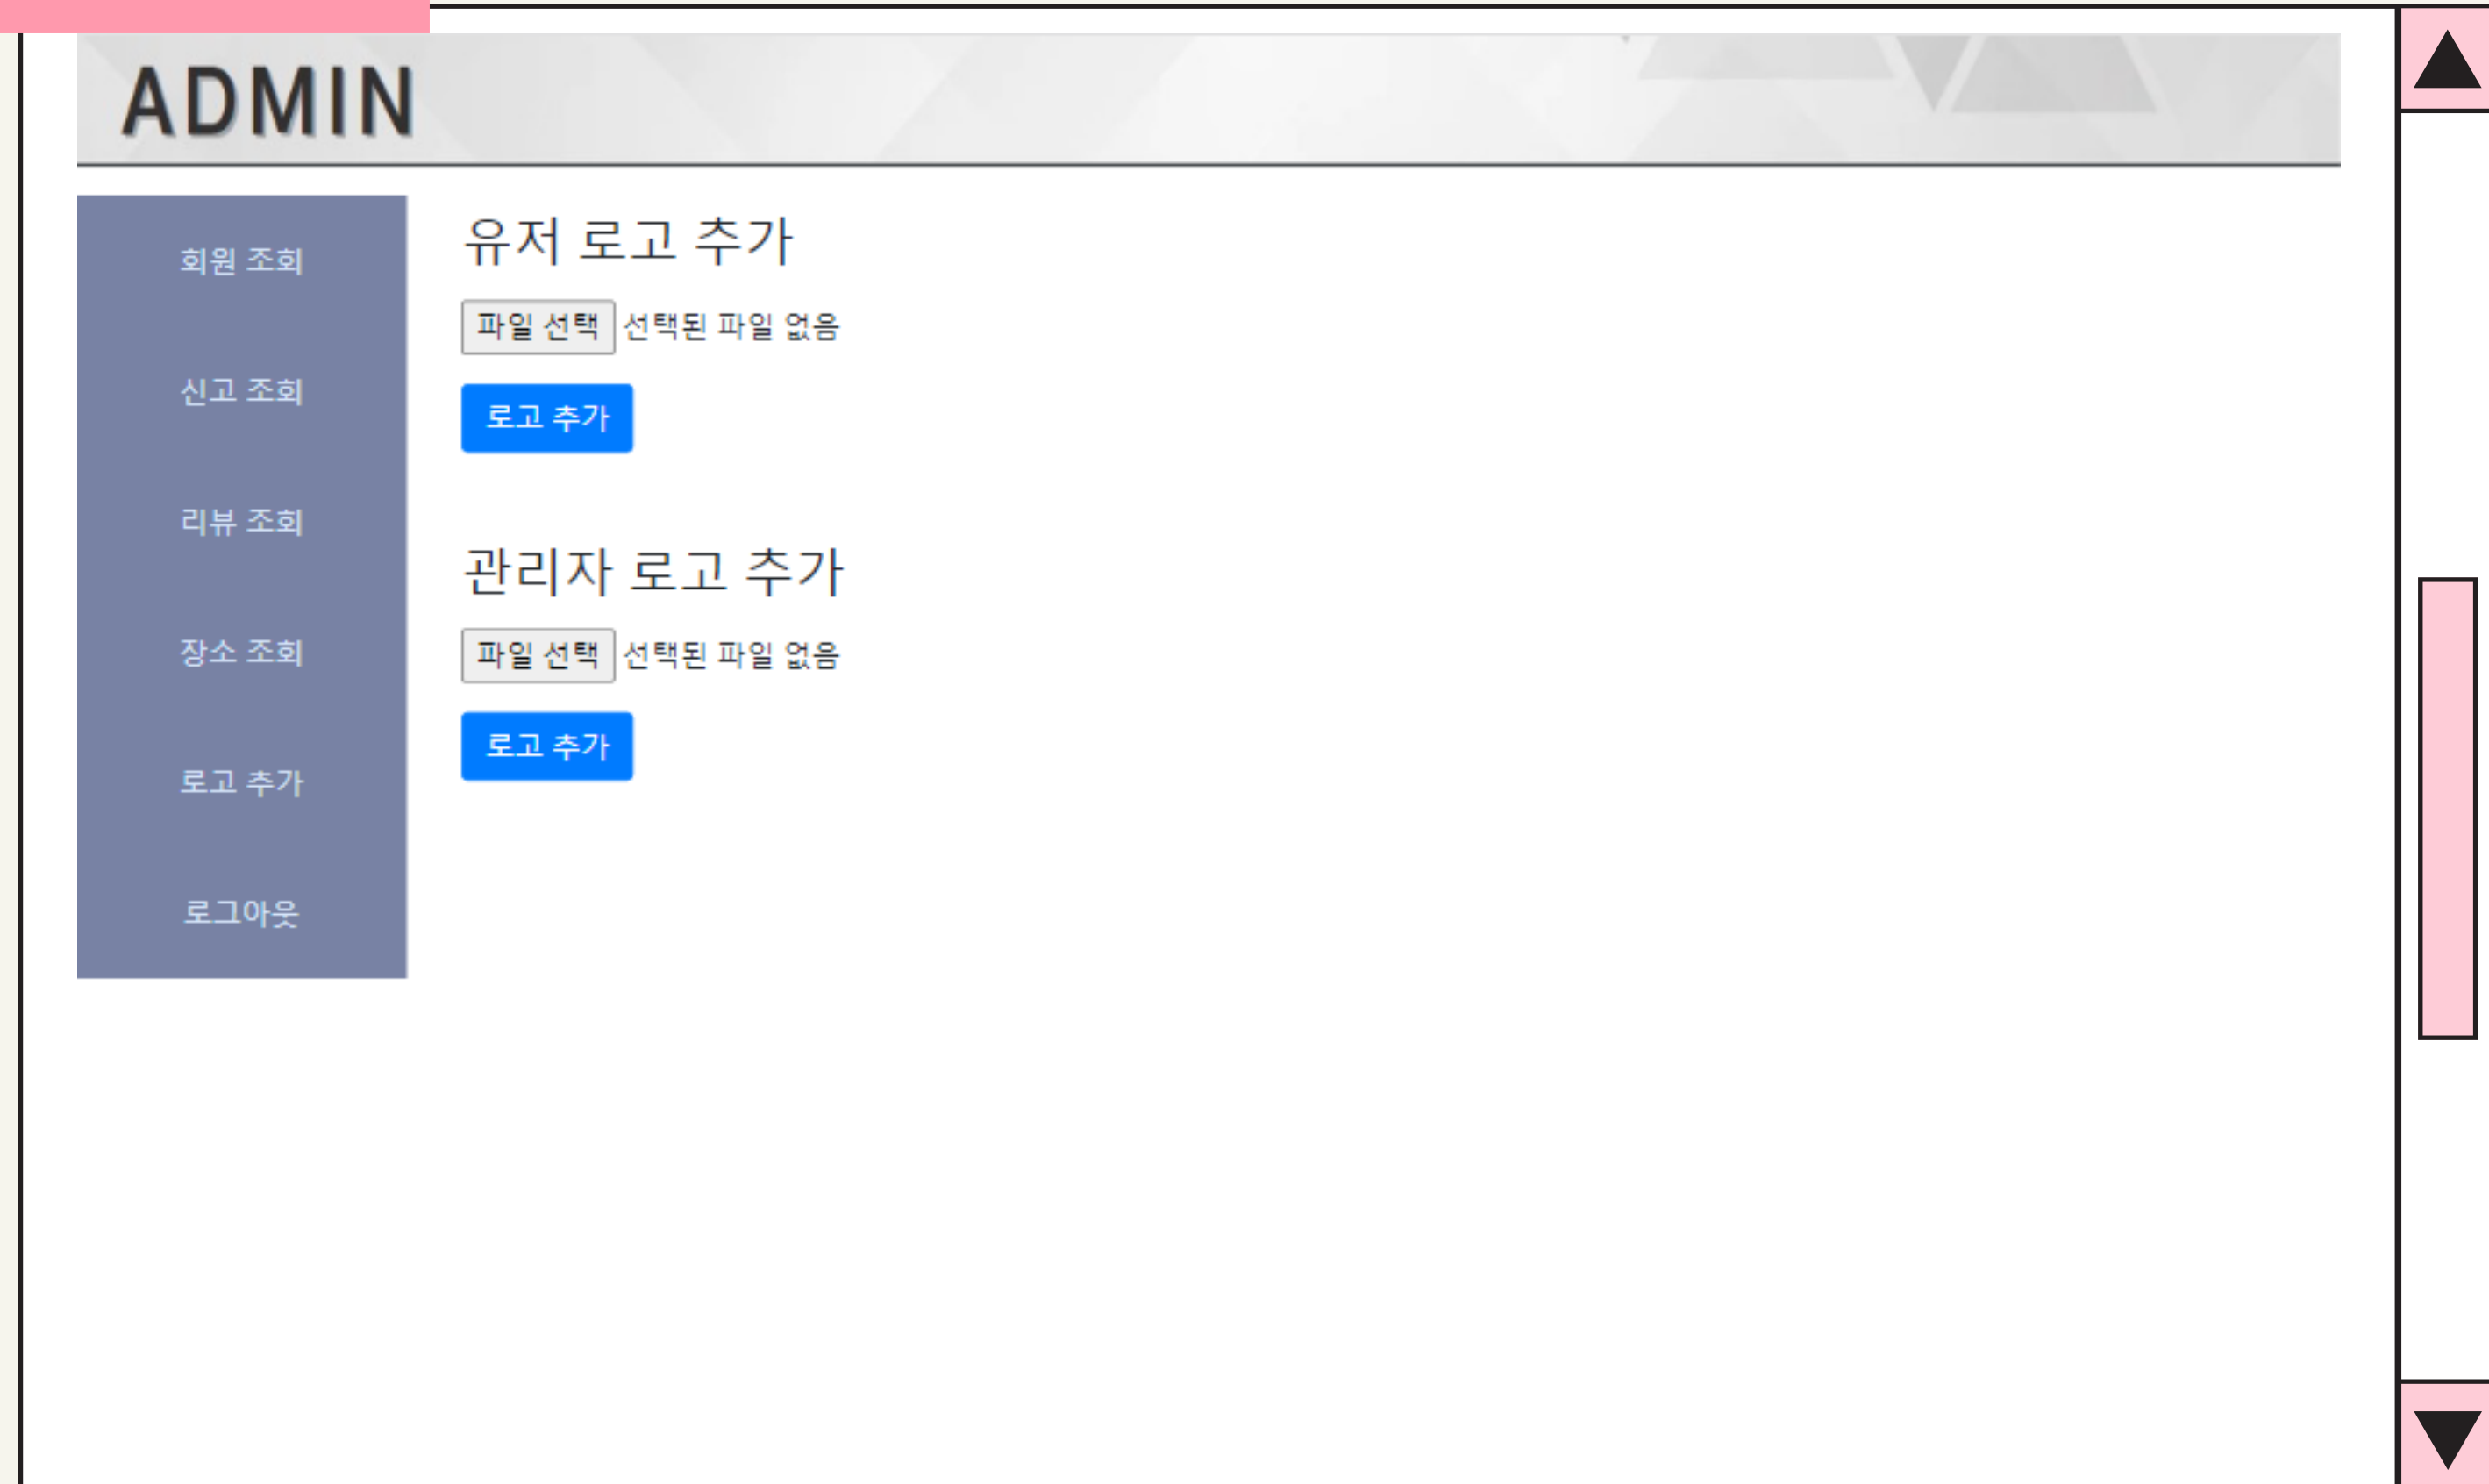 ADMIN
회원 조회
신고 조회
리뷰 조회
장소 조회
로고 추가
로그아웃
유저 로고 추가
파일 선택 선택된 파일 없음
로고 추가
관리자 로고 추가
파일 선택 선택된 파일 없음
로고 추가